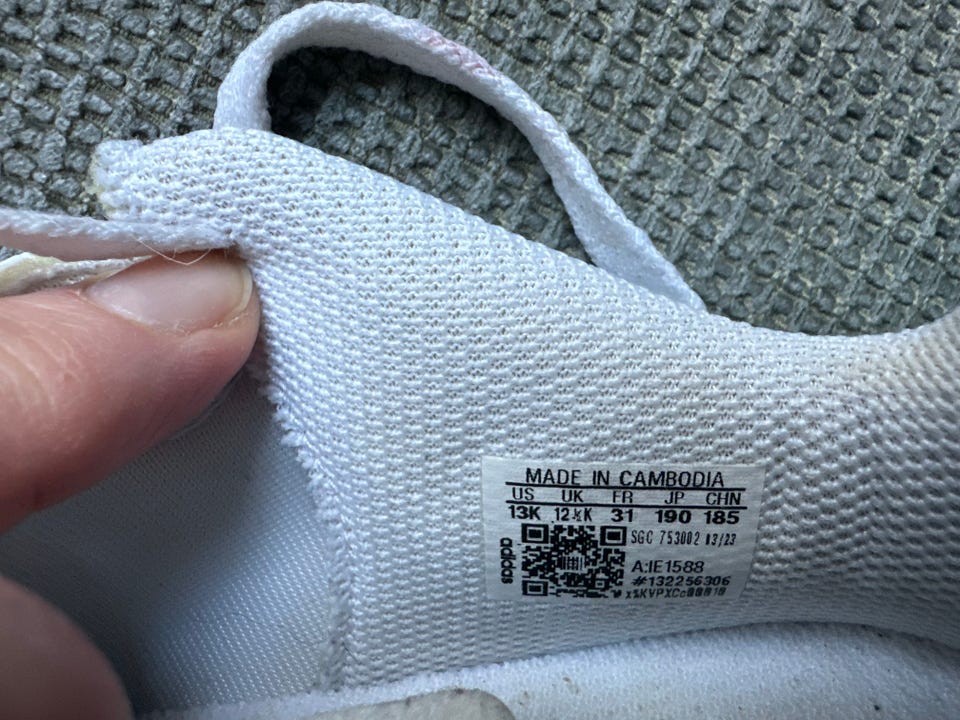 MADE IN CAMBODIA
US UK FR JP CHN
13K 12½K 31 190 185
adidas
SGC 753002 03/23
A:IE1588
#132256306